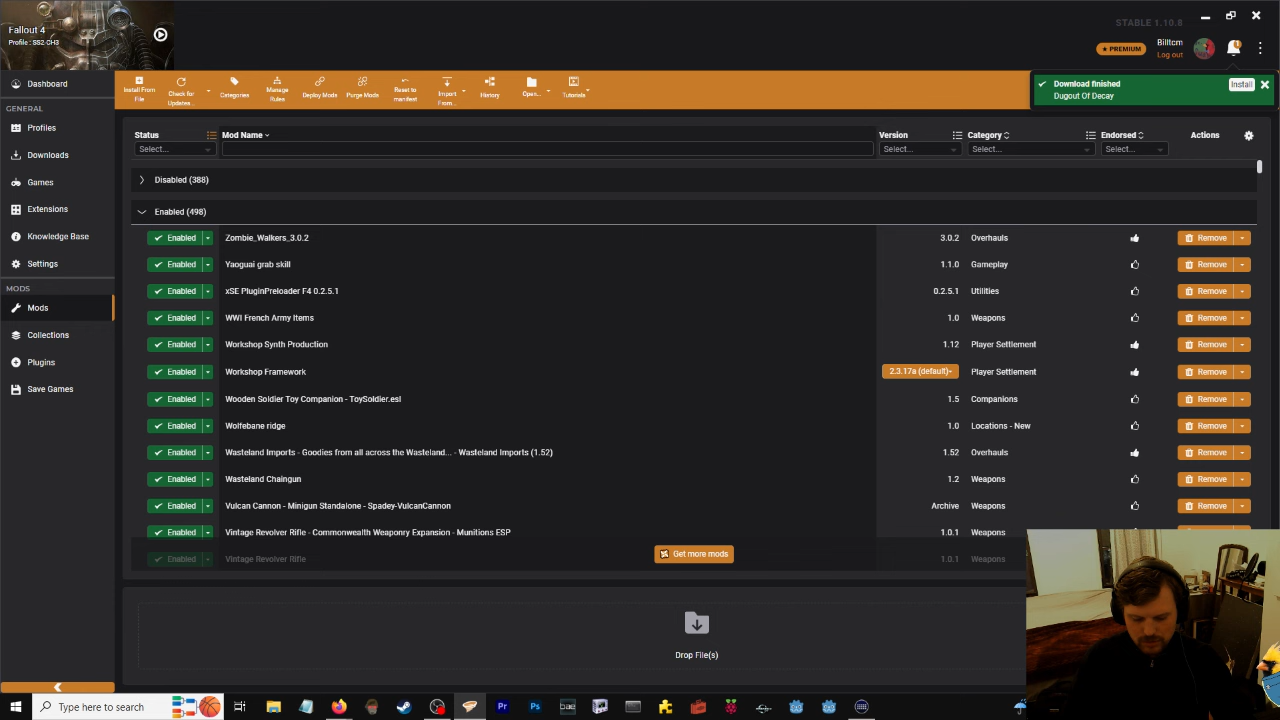 Fallout 4
Profile : SS2-CH3
STABLE 1.10.8
PREMIUM
Billtcm
Log out
Dashboard
GENERAL
Profiles
Downloads
Games
Extensions
Knowledge Base
Settings
MODS
Mods
Collections
Plugins
Save Games
Install From File
Check for Updates...
Categories
Manage Rules
Deploy Mods
Purge Mods
Reset to manifest
Import From...
History
Open...
Tutorials
Download finished
Dugout Of Decay
Install
Status
Mod Name
Version
Category
Endorsed
Actions
Select...
Select...
Select...
Select...
Disabled (388)
Enabled (498)
Enabled Zombie_Walkers_3.0.2 3.0.2 Overhauls Remove
Enabled Yaoguai grab skill 1.1.0 Gameplay Remove
Enabled xSE PluginPreloader F4 0.2.5.1 0.2.5.1 Utilities Remove
Enabled WWI French Army Items 1.0 Weapons Remove
Enabled Workshop Synth Production 1.12 Player Settlement Remove
Enabled Workshop Framework 2.3.17a (default) Player Settlement Remove
Enabled Wooden Soldier Toy Companion - ToySoldier.esl 1.5 Companions Remove
Enabled Wolfebane ridge 1.0 Locations - New Remove
Enabled Wasteland Imports - Goodies from all across the Wasteland... - Wasteland Imports (1.52) 1.52 Overhauls Remove
Enabled Wasteland Chaingun 1.2 Weapons Remove
Enabled Vulcan Cannon - Minigun Standalone - Spadey-VulcanCannon Archive Weapons Remove
Enabled Vintage Revolver Rifle - Commonwealth Weaponry Expansion - Munitions ESP 1.0.1 Weapons Remove
Enabled Vintage Revolver Rifle 1.0.1 Weapons
Get more mods
Drop File(s)
Type here to search
Pr
Ps
bae